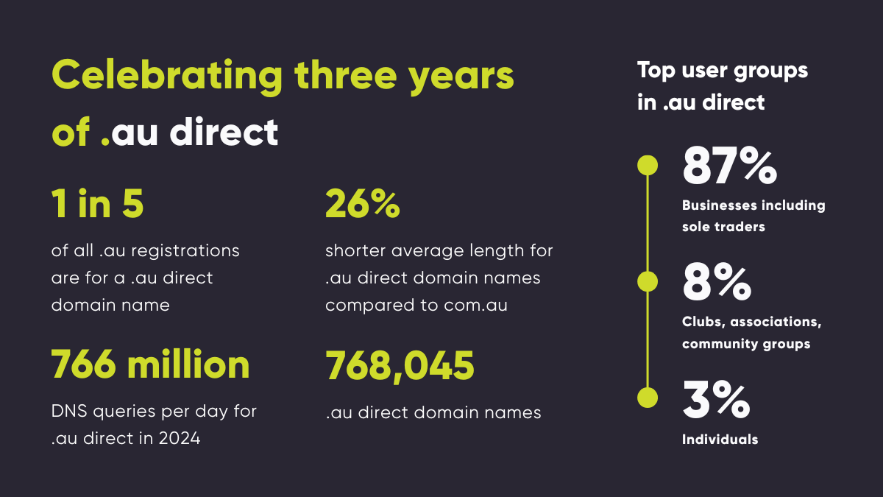 Celebrating three years
of .au direct
1 in 5
of all .au registrations
are for a .au direct
domain name
26%
shorter average length for
.au direct domain names
compared to com.au
766 million
DNS queries per day for
.au direct in 2024
768,045
.au direct domain names
Top user groups
in .au direct
87%
Businesses including
sole traders
8%
Clubs, associations,
community groups
3%
Individuals